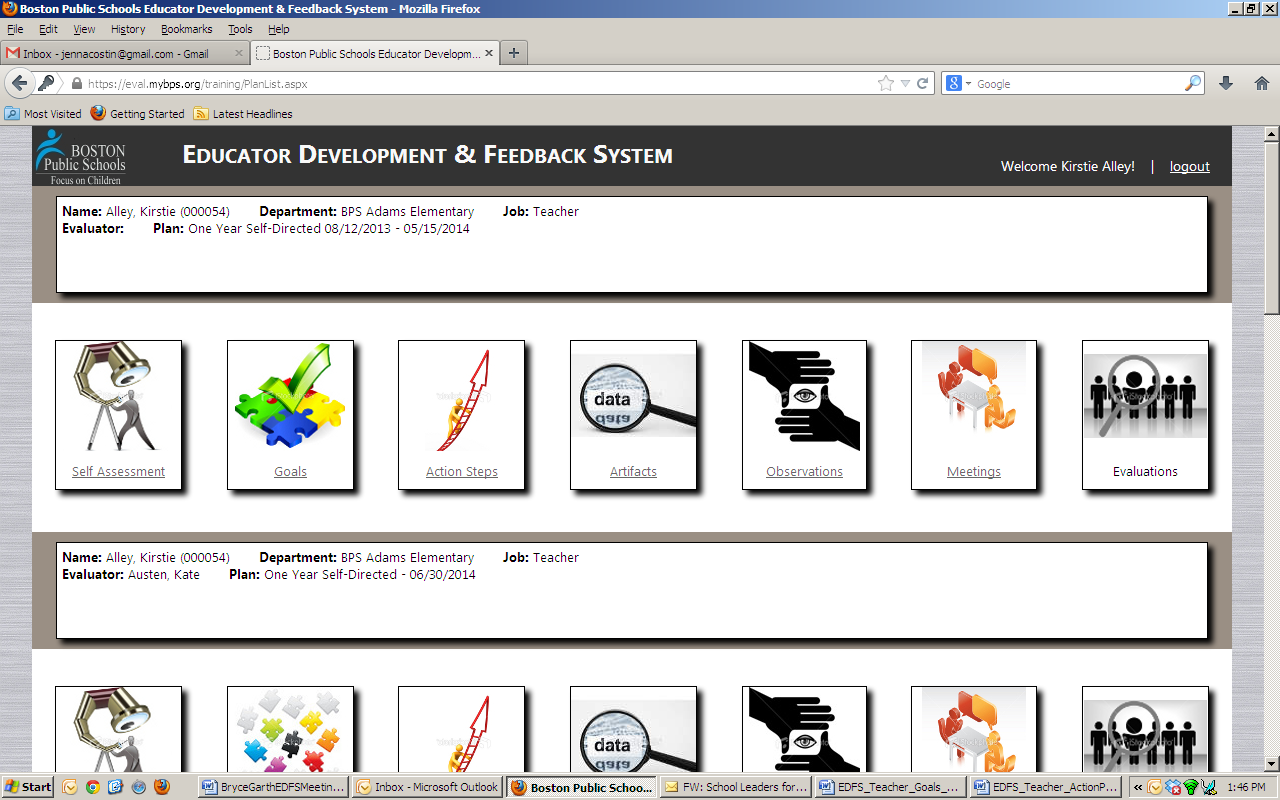 Boston Public Schools Educator Development & Feedback System - Mozilla Firefox
File Edit View History Bookmarks Tools Help
Inbox - jennacostin@gmail.com - Gmail
Boston Public Schools Educator Developm...
https://eval.mybps.org/training/PlanList.aspx
Google
Most Visited Getting Started Latest Headlines
BOSTON
Public Schools
Focus on Children
EDUCATOR DEVELOPMENT & FEEDBACK SYSTEM
Welcome Kirstie Alley! | logout
Name: Alley, Kirstie (000054) Department: BPS Adams Elementary Job: Teacher
Evaluator: Plan: One Year Self-Directed 08/12/2013 - 05/15/2014
data
data
Self Assessment Goals Action Steps Artifacts Observations Meetings Evaluations
Name: Alley, Kirstie (000054) Department: BPS Adams Elementary Job: Teacher
Evaluator: Austen, Kate Plan: One Year Self-Directed - 06/30/2014
data
Start BryceGarthEDFSMeetin... Inbox - Microsoft Outlook Boston Public Schoo... FW: School Leaders for... EDFS_Teacher_Goals_... EDFS_Teacher_ActionP... « 1:46 PM